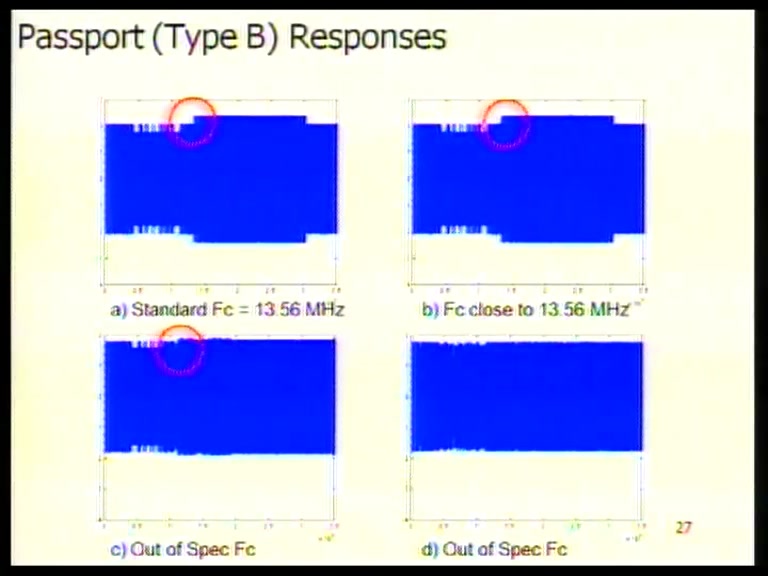 Passport (Type B) Responses
a) Standard Fc = 13.56 MHz
b) Fc close to 13.56 MHz
c) Out of Spec Fc
d) Out of Spec Fc
27